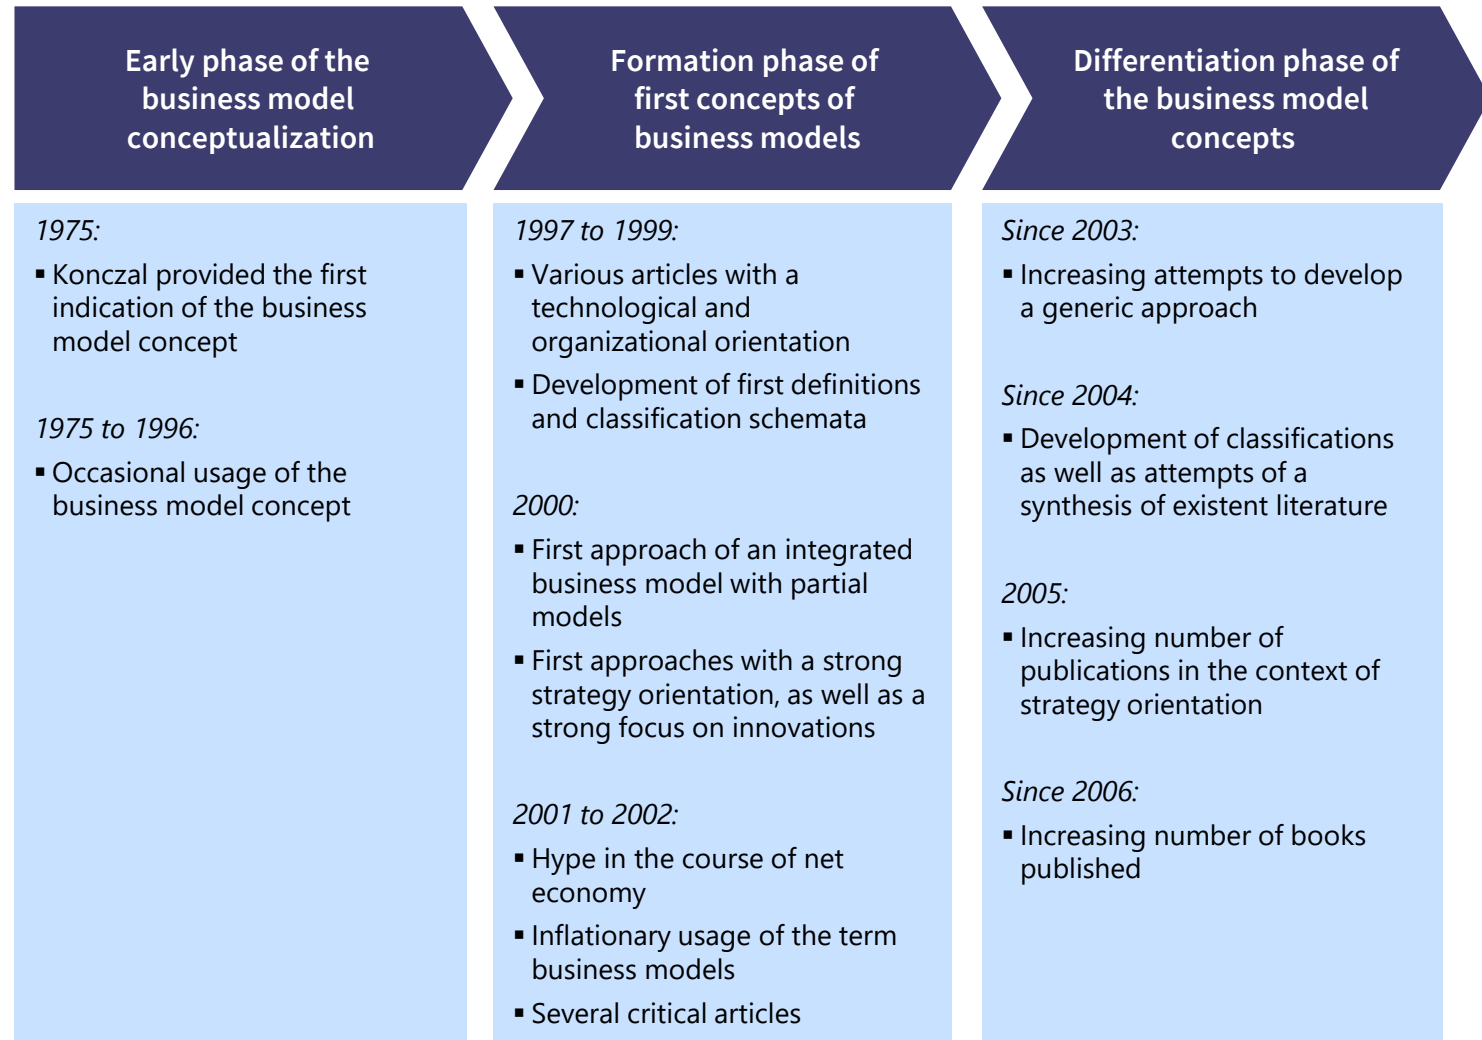 Early phase of the
business model
conceptualization
Formation phase of
first concepts of
business models
Differentiation phase of
the business model
concepts
1975:
▪ Konczal provided the first
indication of the business
model concept
1975 to 1996:
▪ Occasional usage of the
business model concept
1997 to 1999:
▪ Various articles with a
technological and
organizational orientation
▪ Development of first definitions
and classification schemata
2000:
▪ First approach of an integrated
business model with partial
models
▪ First approaches with a strong
strategy orientation, as well as a
strong focus on innovations
2001 to 2002:
▪ Hype in the course of net
economy
▪ Inflationary usage of the term
business models
▪ Several critical articles
Since 2003:
▪ Increasing attempts to develop
a generic approach
Since 2004:
▪ Development of classifications
as well as attempts of a
synthesis of existent literature
2005:
▪ Increasing number of
publications in the context of
strategy orientation
Since 2006:
▪ Increasing number of books
published